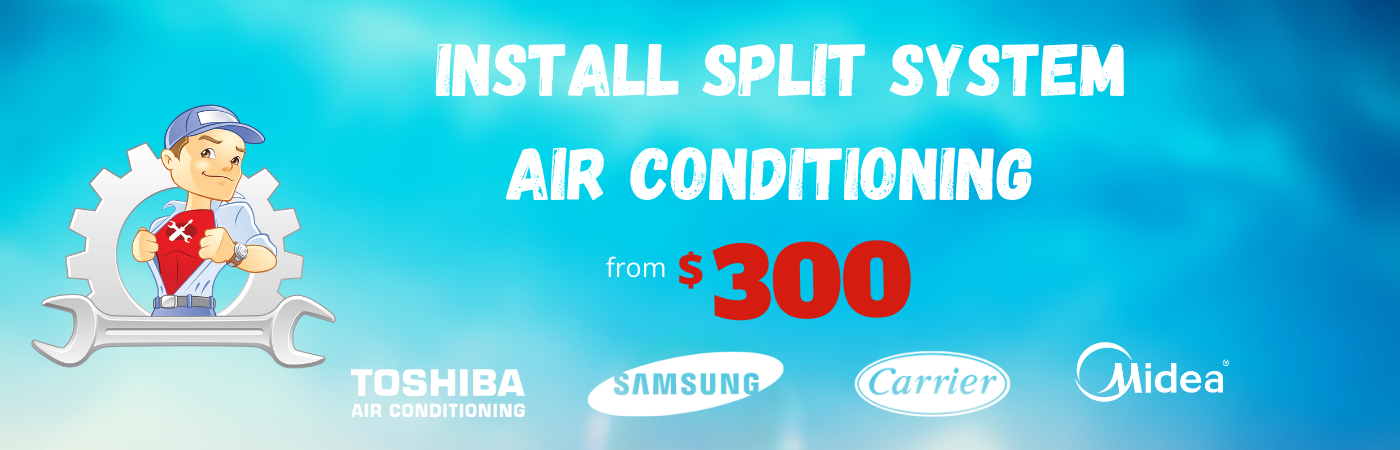 INSTALL SPLIT SYSTEM
AIR CONDITIONING
from $300
TOSHIBA
AIR CONDITIONING
SAMSUNG
Carrier
Midea®